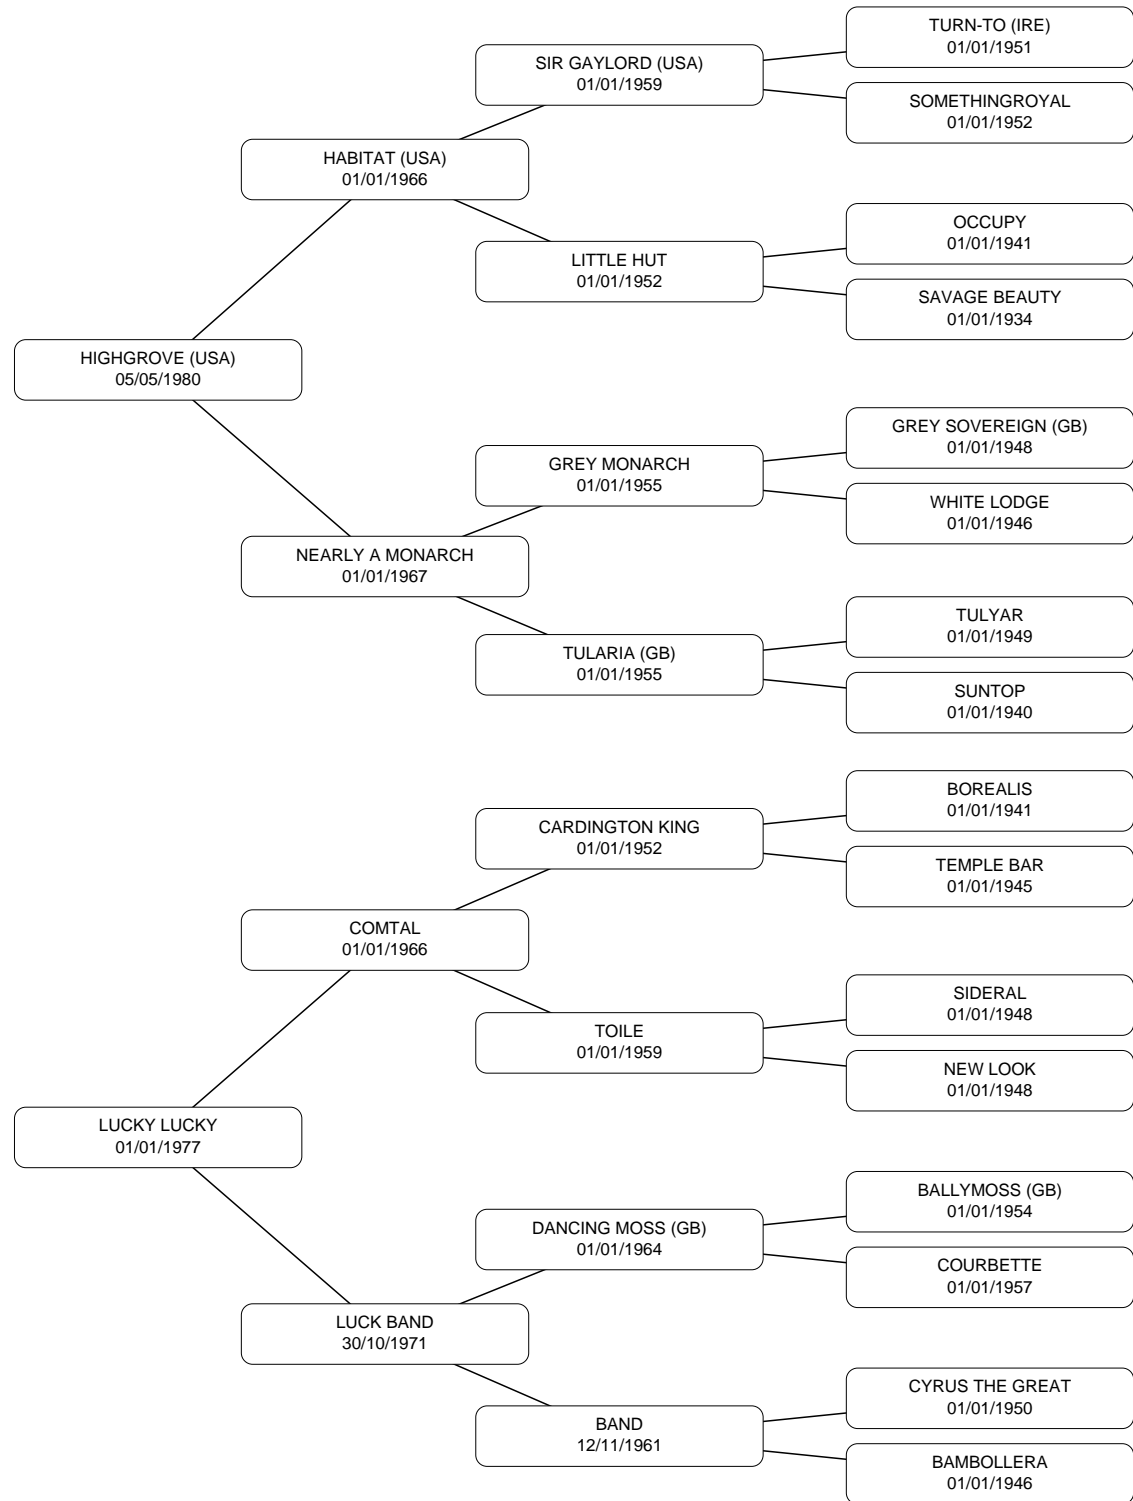 TURN-TO (IRE)
01/01/1951
SIR GAYLORD (USA)
01/01/1959
SOMETHINGROYAL
01/01/1952
HABITAT (USA)
01/01/1966
OCCUPY
01/01/1941
LITTLE HUT
01/01/1952
SAVAGE BEAUTY
01/01/1934
HIGHGROVE (USA)
05/05/1980
GREY SOVEREIGN (GB)
01/01/1948
GREY MONARCH
01/01/1955
WHITE LODGE
01/01/1946
NEARLY A MONARCH
01/01/1967
TULYAR
01/01/1949
TULARIA (GB)
01/01/1955
SUNTOP
01/01/1940
BOREALIS
01/01/1941
CARDINGTON KING
01/01/1952
TEMPLE BAR
01/01/1945
COMTAL
01/01/1966
SIDERAL
01/01/1948
TOILE
01/01/1959
NEW LOOK
01/01/1948
LUCKY LUCKY
01/01/1977
BALLYMOSS (GB)
01/01/1954
DANCING MOSS (GB)
01/01/1964
COURBETTE
01/01/1957
LUCK BAND
30/10/1971
CYRUS THE GREAT
01/01/1950
BAND
12/11/1961
BAMBOLLERA
01/01/1946